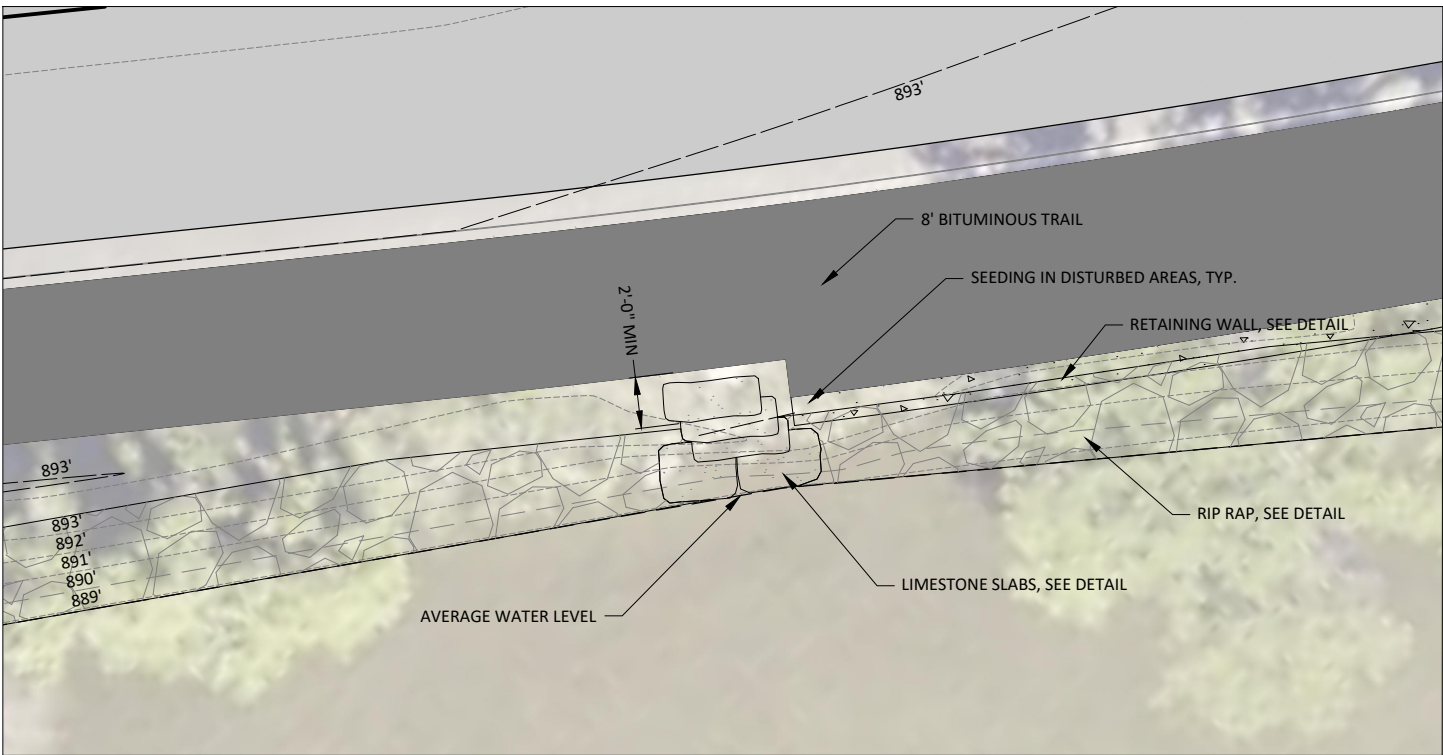 893'
8' BITUMINOUS TRAIL
SEEDING IN DISTURBED AREAS, TYP.
2'-0" MIN
RETAINING WALL, SEE DETAIL
893'
893'
892'
891'
890'
889'
RIP RAP, SEE DETAIL
LIMESTONE SLABS, SEE DETAIL
AVERAGE WATER LEVEL